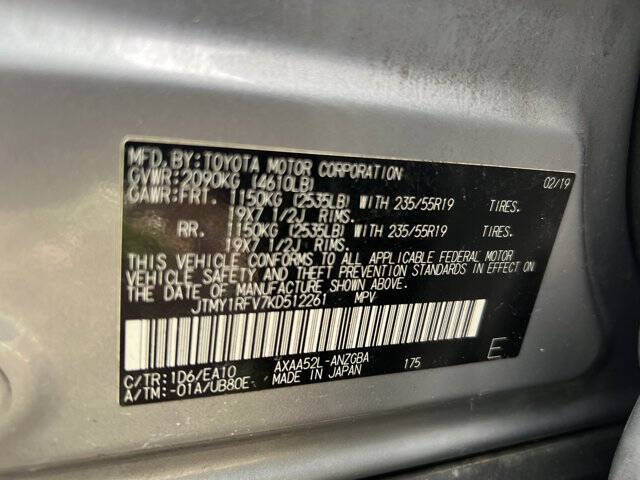 MFD. BY: TOYOTA MOTOR CORPORATION 02/19
GVWR: 2090KG (4610LB)
GAWR: FRT. 1150KG (2535LB) WITH 235/55R19 TIRES.
19X7 1/2J RIMS.
RR. 1150KG (2535LB) WITH 235/55R19 TIRES.
19X7 1/2J RIMS.
THIS VEHICLE CONFORMS TO ALL APPLICABLE FEDERAL MOTOR
VEHICLE SAFETY BUMPER, AND THEFT PREVENTION STANDARDS IN EFFECT ON
THE DATE OF MANUFACTURE SHOWN ABOVE.
JTMY1RFV7KD512261 MPV
C/TR: 1D6/EA10 AXAA52L-ANZGBA 175 E
A/TM: -01A/UB80E MADE IN JAPAN